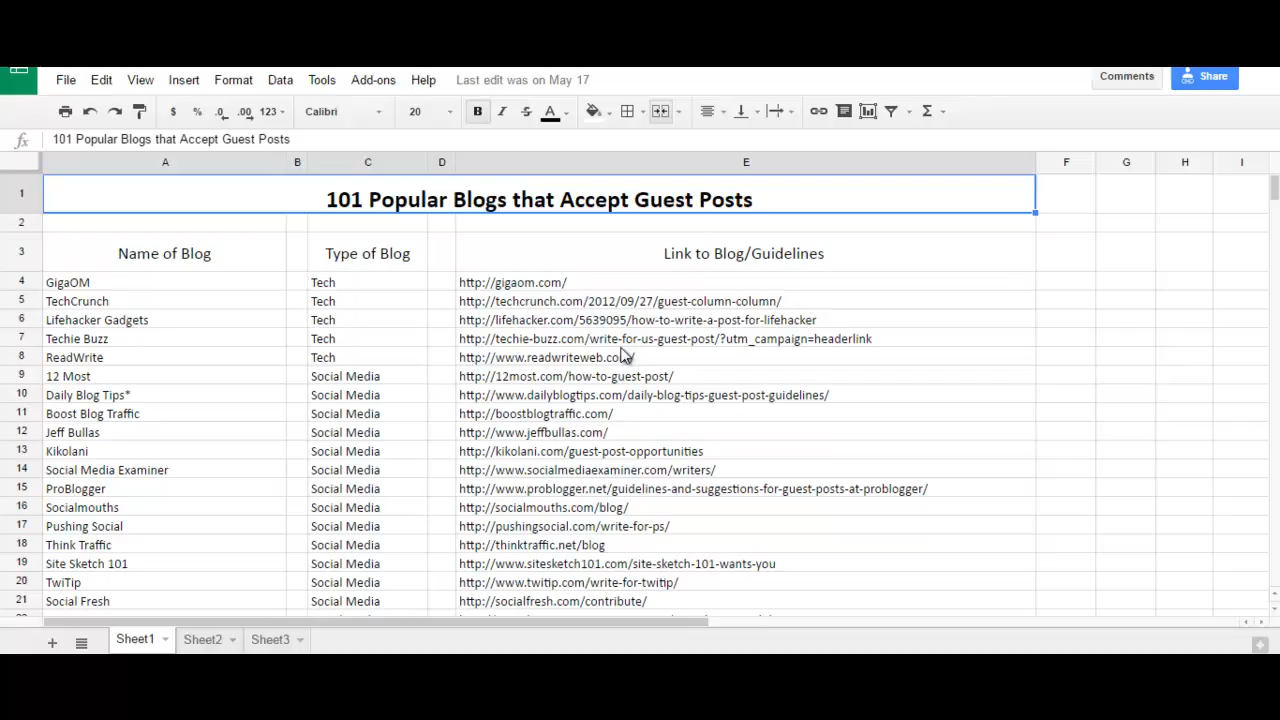 File Edit View Insert Format Data Tools Add-ons Help Last edit was on May 17 Comments Share
$ % .0 .00 123 Calibri 20 B I S A Σ
fx 101 Popular Blogs that Accept Guest Posts
A B C D E F G H I
1 101 Popular Blogs that Accept Guest Posts
2
3 Name of Blog Type of Blog Link to Blog/Guidelines
4 GigaOM Tech http://gigaom.com/
5 TechCrunch Tech http://techcrunch.com/2012/09/27/guest-column-column/
6 Lifehacker Gadgets Tech http://lifehacker.com/5639095/how-to-write-a-post-for-lifehacker
7 Techie Buzz Tech http://techie-buzz.com/write-for-us-guest-post/?utm_campaign=headerlink
8 ReadWrite Tech
9 12 Most Social Media http://12most.com/how-to-guest-post/
10 Daily Blog Tips* Social Media http://www.dailyblogtips.com/daily-blog-tips-guest-post-guidelines/
11 Boost Blog Traffic Social Media http://boostblogtraffic.com/
12 Jeff Bullas Social Media http://www.jeffbullas.com/
13 Kikolani Social Media http://kikolani.com/guest-post-opportunities
14 Social Media Examiner Social Media http://www.socialmediaexaminer.com/writers/
15 ProBlogger Social Media http://www.problogger.net/guidelines-and-suggestions-for-guest-posts-at-problogger/
16 Socialmouths Social Media http://socialmouths.com/blog/
17 Pushing Social Social Media http://pushingsocial.com/write-for-ps/
18 Think Traffic Social Media http://thinktraffic.net/blog
19 Site Sketch 101 Social Media http://www.sitesketch101.com/site-sketch-101-wants-you
20 TwiTip Social Media http://www.twitip.com/write-for-twitip/
21 Social Fresh Social Media http://socialfresh.com/contribute/
Sheet1 Sheet2 Sheet3